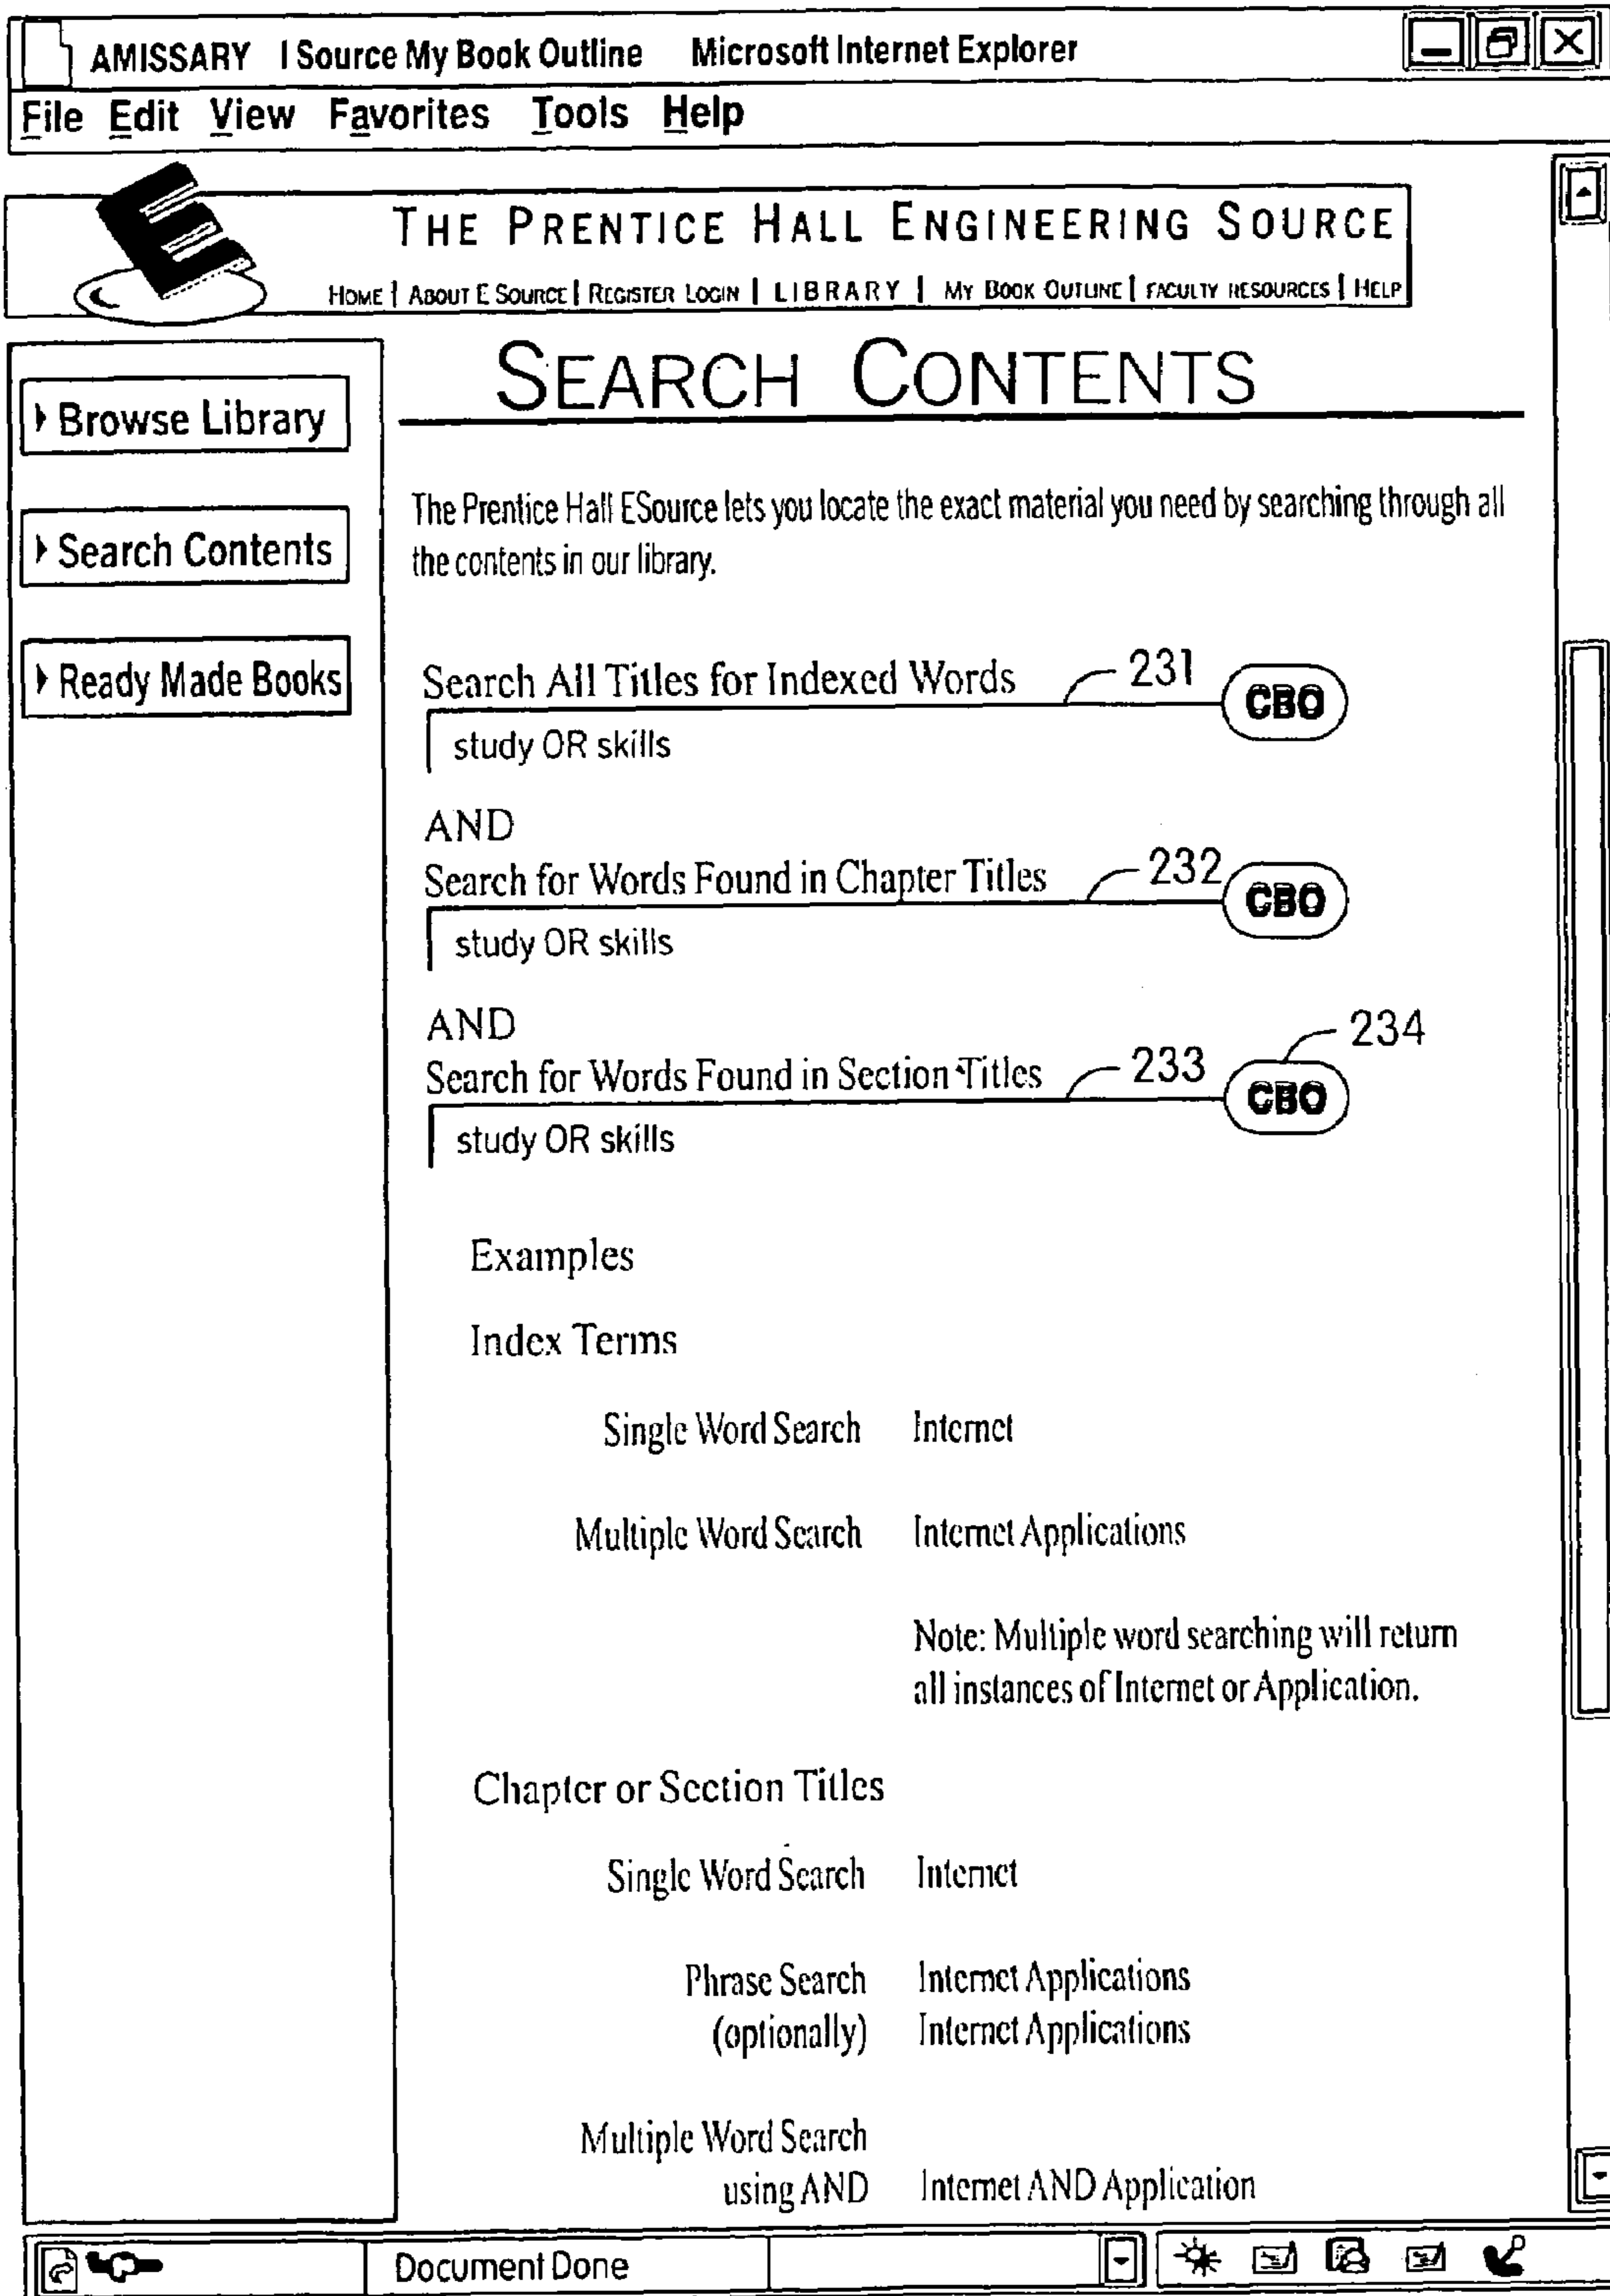 AMISSARY I Source My Book Outline Microsoft Internet Explorer
File Edit View Favorites Tools Help
THE PRENTICE HALL ENGINEERING SOURCE
HOME | ABOUT E SOURCE | REGISTER LOGIN | LIBRARY | MY BOOK OUTLINE | FACULTY RESOURCES | HELP
Browse Library
Search Contents
Ready Made Books
SEARCH CONTENTS
The Prentice Hall ESource lets you locate the exact material you need by searching through all
the contents in our library.
Search All Titles for Indexed Words 231 CBO
study OR skills
AND
Search for Words Found in Chapter Titles 232 CBO
study OR skills
AND
234
Search for Words Found in Section Titles 233 CBO
study OR skills
Examples
Index Terms
Single Word Search Internet
Multiple Word Search Internet Applications
Note: Multiple word searching will return
all instances of Internet or Application.
Chapter or Section Titles
Single Word Search Internet
Phrase Search Internet Applications
(optionally) Internet Applications
Multiple Word Search
using AND Internet AND Application
Document Done